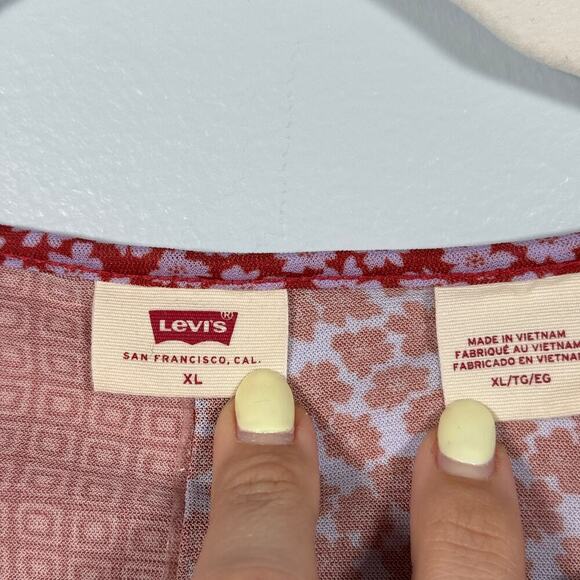 Levi's®
SAN FRANCISCO, CAL.
XL
MADE IN VIETNAM
FABRIQUÉ AU VIETNAM
FABRICADO EN VIETNAM
XL/TG/EG